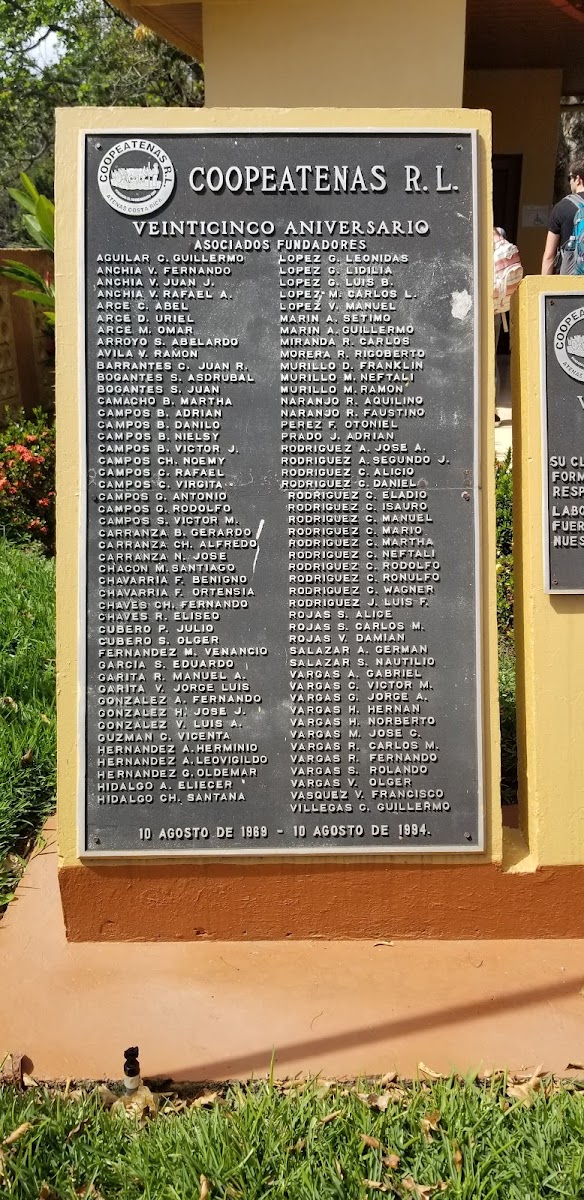 COOPEATENAS R.L.
ATENAS COSTA RICA
COOPEATENAS R.L.
VEINTICINCO ANIVERSARIO
ASOCIADOS FUNDADORES
AGUILAR C. GUILLERMO
ANCHIA V. FERNANDO
ANCHIA V. JUAN J.
ANCHIA V. RAFAEL A.
ARCE C. ABEL
ARCE D. URIEL
ARCE M. OMAR
ARROYO S. ABELARDO
AVILA V. RAMON
BARRANTES C. JUAN R.
BOGANTES S. ASDRUBAL
BOGANTES S. JUAN
CAMACHO B. MARTHA
CAMPOS B. ADRIAN
CAMPOS B. DANILO
CAMPOS B. NIELSY
CAMPOS B. VICTOR J.
CAMPOS CH. NOEMY
CAMPOS C. RAFAEL
CAMPOS C. VIRGITA
CAMPOS G. ANTONIO
CAMPOS G. RODOLFO
CAMPOS S. VICTOR M.
CARRANZA B. GERARDO
CARRANZA CH. ALFREDO
CARRANZA N. JOSE
CHACON M. SANTIAGO
CHAVARRIA F. BENIGNO
CHAVARRIA F. ORTENSIA
CHAVES CH. FERNANDO
CHAVES R. ELISEO
CUBERO P. JULIO
CUBERO S. OLGER
FERNANDEZ M. VENANCIO
GARCIA S. EDUARDO
GARITA R. MANUEL A.
GARITA V. JORGE LUIS
GONZALEZ A. FERNANDO
GONZALEZ H. JOSE J.
GONZALEZ V. LUIS A.
GUZMAN C. VICENTA
HERNANDEZ A. HERMINIO
HERNANDEZ A. LEOVIGILDO
HERNANDEZ G. OLDEMAR
HIDALGO A. ELIECER
HIDALGO CH. SANTANA
LOPEZ G. LEONIDAS
LOPEZ G. LIDILIA
LOPEZ G. LUIS B.
LOPEZ M. CARLOS L.
LOPEZ V. MANUEL
MARIN A. SETIMO
MARIN A. GUILLERMO
MIRANDA R. CARLOS
MORERA R. RIGOBERTO
MURILLO D. FRANKLIN
MURILLO M. NEFTALI
MURILLO M. RAMON
NARANJO R. AQUILINO
NARANJO R. FAUSTINO
PEREZ F. OTONIEL
PRADO J. ADRIAN
RODRIGUEZ A. JOSE A.
RODRIGUEZ A. SEGUNDO J.
RODRIGUEZ C. ALICIO
RODRIGUEZ C. DANIEL
RODRIGUEZ C. ELADIO
RODRIGUEZ C. ISAURO
RODRIGUEZ C. MANUEL
RODRIGUEZ C. MARIO
RODRIGUEZ C. MARTHA
RODRIGUEZ C. NEFTALI
RODRIGUEZ C. RODOLFO
RODRIGUEZ C. RONULFO
RODRIGUEZ C. WAGNER
RODRIGUEZ J. LUIS F.
ROJAS S. ALICE
ROJAS S. CARLOS M.
ROJAS V. DAMIAN
SALAZAR A. GERMAN
SALAZAR S. NAUTILIO
VARGAS A. GABRIEL
VARGAS C. VICTOR M.
VARGAS G. JORGE A.
VARGAS H. HERNAN
VARGAS H. NORBERTO
VARGAS M. JOSE C.
VARGAS R. CARLOS M.
VARGAS R. FERNANDO
VARGAS S. ROLANDO
VARGAS V. OLGER
VASQUEZ V. FRANCISCO
VILLEGAS C. GUILLERMO
10 AGOSTO DE 1969 - 10 AGOSTO DE 1994.
SU
FORM
RESP
LABO
FUER
NUES